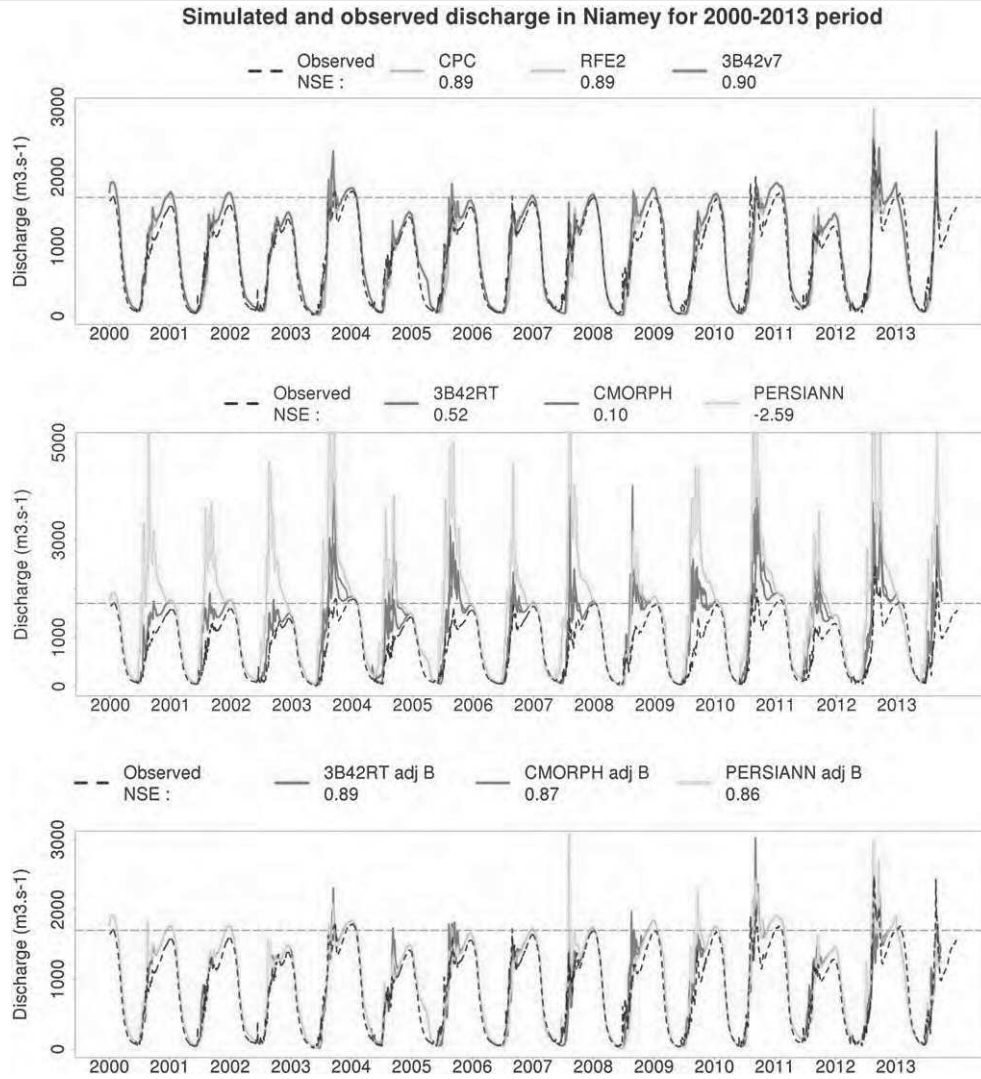 Simulated and observed discharge in Niamey for 2000-2013 period
Observed CPC RFE2 3B42v7
NSE : 0.89 0.89 0.90
Discharge (m3.s-1)
3000
2000
1000
0
2000 2001 2002 2003 2004 2005 2006 2007 2008 2009 2010 2011 2012 2013
Observed 3B42RT CMORPH PERSIANN
NSE : 0.52 0.10 -2.59
Discharge (m3.s-1)
5000
3000
1000
0
2000 2001 2002 2003 2004 2005 2006 2007 2008 2009 2010 2011 2012 2013
Observed 3B42RT adj B CMORPH adj B PERSIANN adj B
NSE : 0.89 0.87 0.86
Discharge (m3.s-1)
3000
2000
1000
0
2000 2001 2002 2003 2004 2005 2006 2007 2008 2009 2010 2011 2012 2013